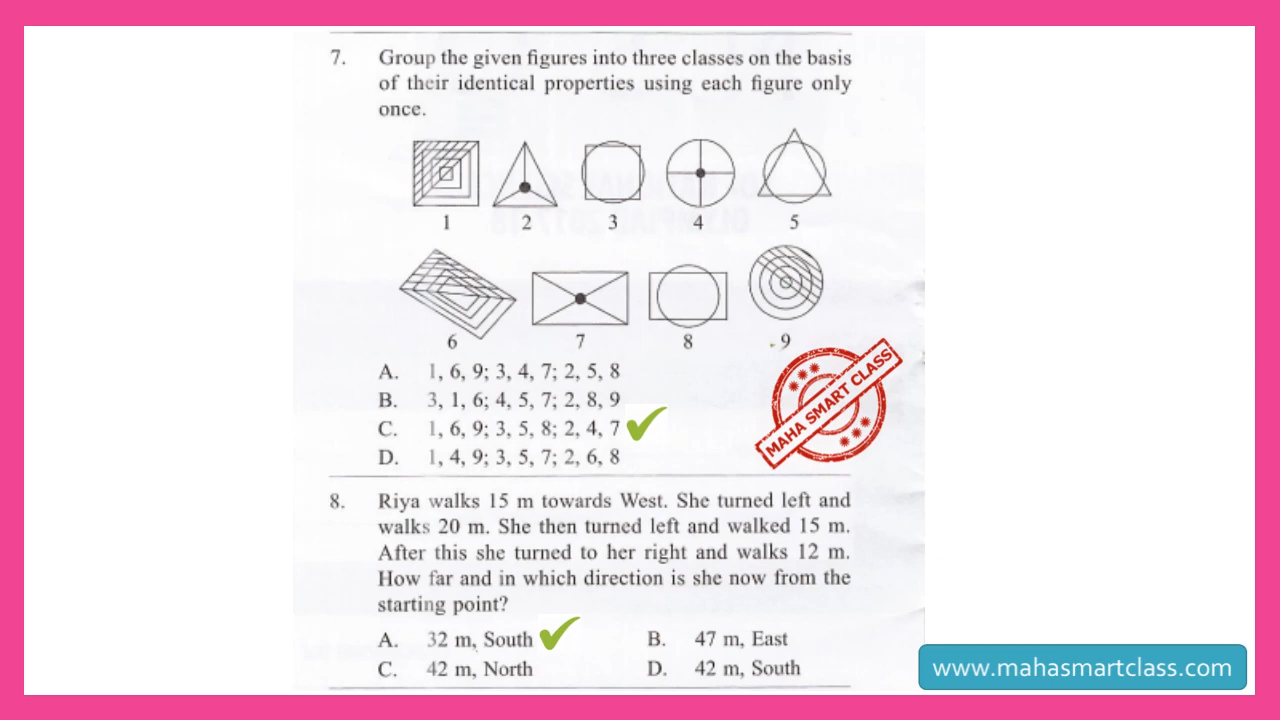 7. Group the given figures into three classes on the basis
of their identical properties using each figure only
once.
1 2 3 4 5
6 7 8 9
A. 1, 6, 9; 3, 4, 7; 2, 5, 8
B. 3, 1, 6; 4, 5, 7; 2, 8, 9
C. 1, 6, 9; 3, 5, 8; 2, 4, 7
D. 1, 4, 9; 3, 5, 7; 2, 6, 8
MAHA SMART CLASS
8. Riya walks 15 m towards West. She turned left and
walks 20 m. She then turned left and walked 15 m.
After this she turned to her right and walks 12 m.
How far and in which direction is she now from the
starting point?
A. 32 m, South B. 47 m, East
C. 42 m, North D. 42 m, South
www.mahasmartclass.com